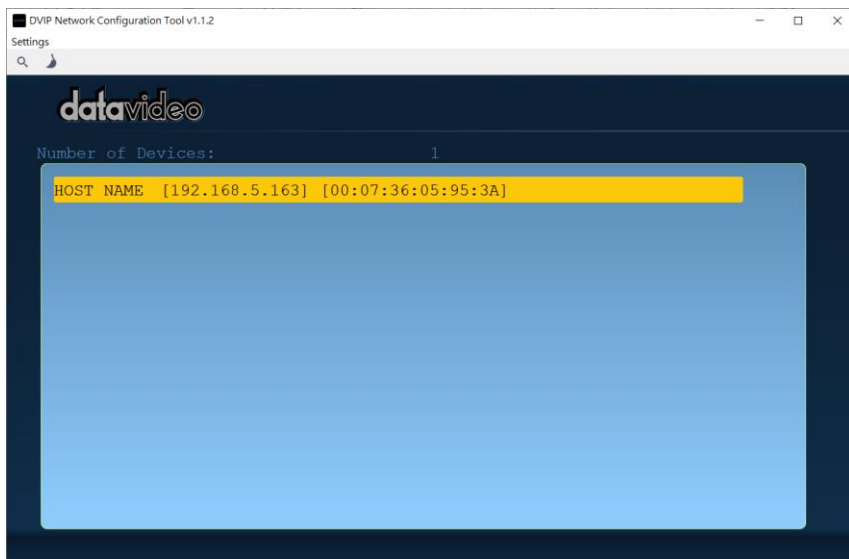 DVIP Network Configuration Tool v1.1.2
Settings
datavideo
Number of Devices: 1
HOST NAME [192.168.5.163] [00:07:36:05:95:3A]